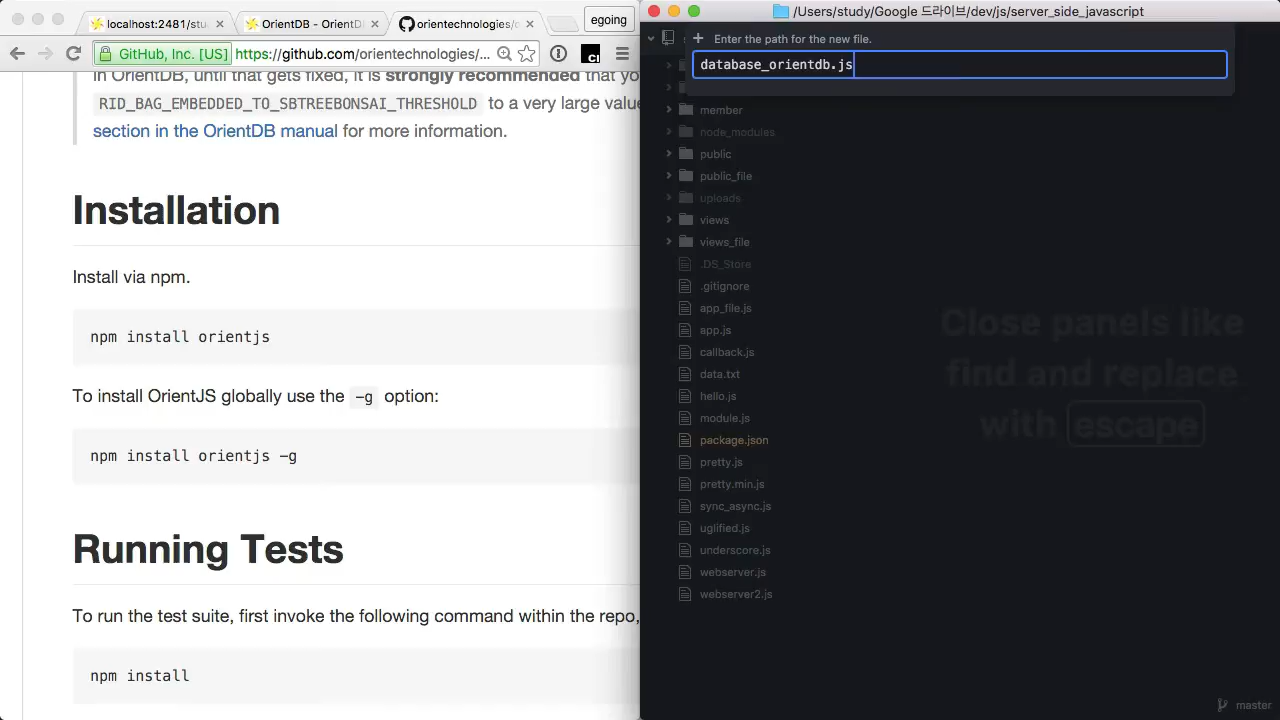 localhost:2481/stu
OrientDB - OrientD
orientechnologies/
egoing
GitHub, Inc. [US]
https://github.com/orientechnologies/...
in OrientDB, until that gets fixed, it is strongly recommended that yo
RID_BAG_EMBEDDED_TO_SBTREEBONSAI_THRESHOLD to a very large value
section in the OrientDB manual for more information.
Installation
Install via npm.
npm install orientjs
To install OrientJS globally use the -g option:
npm install orientjs -g
Running Tests
To run the test suite, first invoke the following command within the repo,
npm install
/Users/study/Google 드라이브/dev/js/server_side_javascript
Enter the path for the new file.
database_orientdb.js
member
node_modules
public
public_file
uploads
views
views_file
.DS_Store
.gitignore
app_file.js
app.js
callback.js
data.txt
hello.js
module.js
package.json
pretty.js
pretty.min.js
sync_async.js
uglified.js
underscore.js
webserver.js
webserver2.js
Close panels like
find and replace
with escape
master